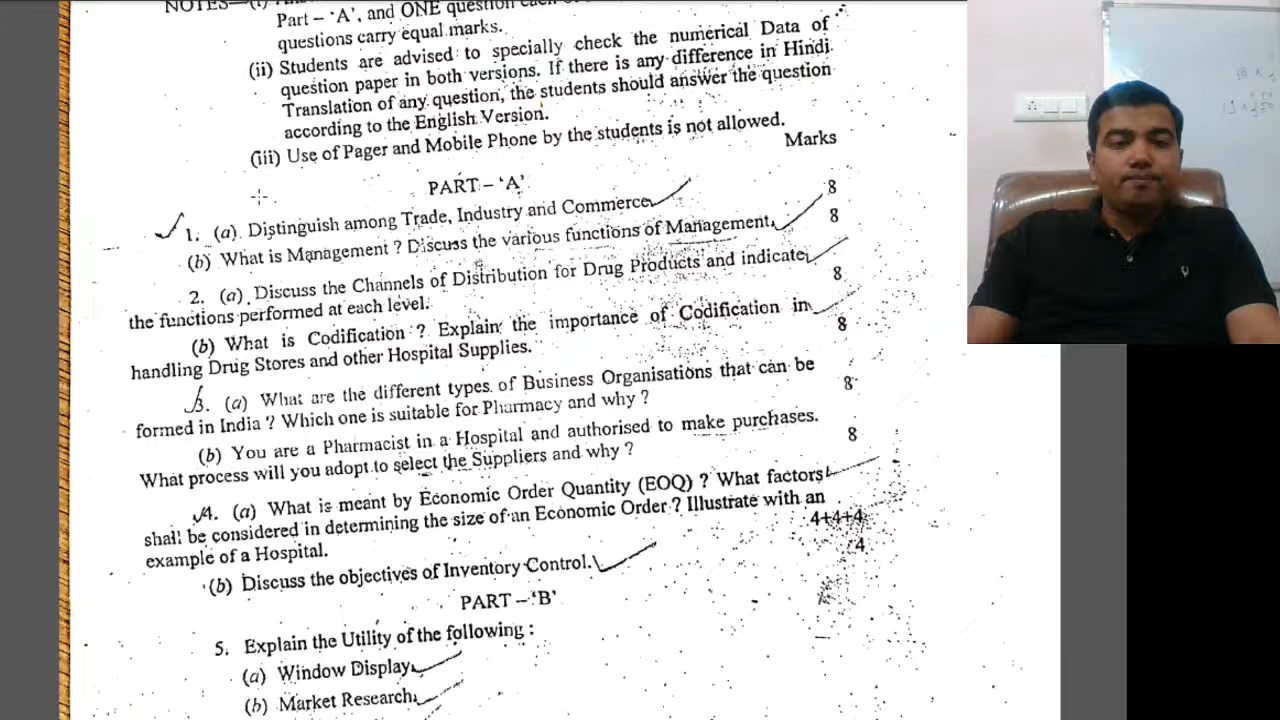 NOTES—(i)
Part – ‘A’, and ONE question
questions carry equal marks.
(ii) Students are advised to specially check the numerical Data of
question paper in both versions. If there is any difference in Hindi
Translation of any question, the students should answer the question
according to the English Version.
(iii) Use of Pager and Mobile Phone by the students is not allowed.
Marks
PART – ‘A’
1. (a) Distinguish among Trade, Industry and Commerce. 8
(b) What is Management ? Discuss the various functions of Management. 8
2. (a) Discuss the Channels of Distribution for Drug Products and indicate
the functions performed at each level. 8
(b) What is Codification ? Explain the importance of Codification in
handling Drug Stores and other Hospital Supplies. 8
3. (a) What are the different types of Business Organisations that can be
formed in India ? Which one is suitable for Pharmacy and why ? 8
(b) You are a Pharmacist in a Hospital and authorised to make purchases.
What process will you adopt to select the Suppliers and why ? 8
4. (a) What is meant by Economic Order Quantity (EOQ) ? What factors
shall be considered in determining the size of an Economic Order ? Illustrate with an
example of a Hospital. 4+4+4
(b) Discuss the objectives of Inventory Control. 4
PART – ‘B’
5. Explain the Utility of the following :
(a) Window Display
(b) Market Research